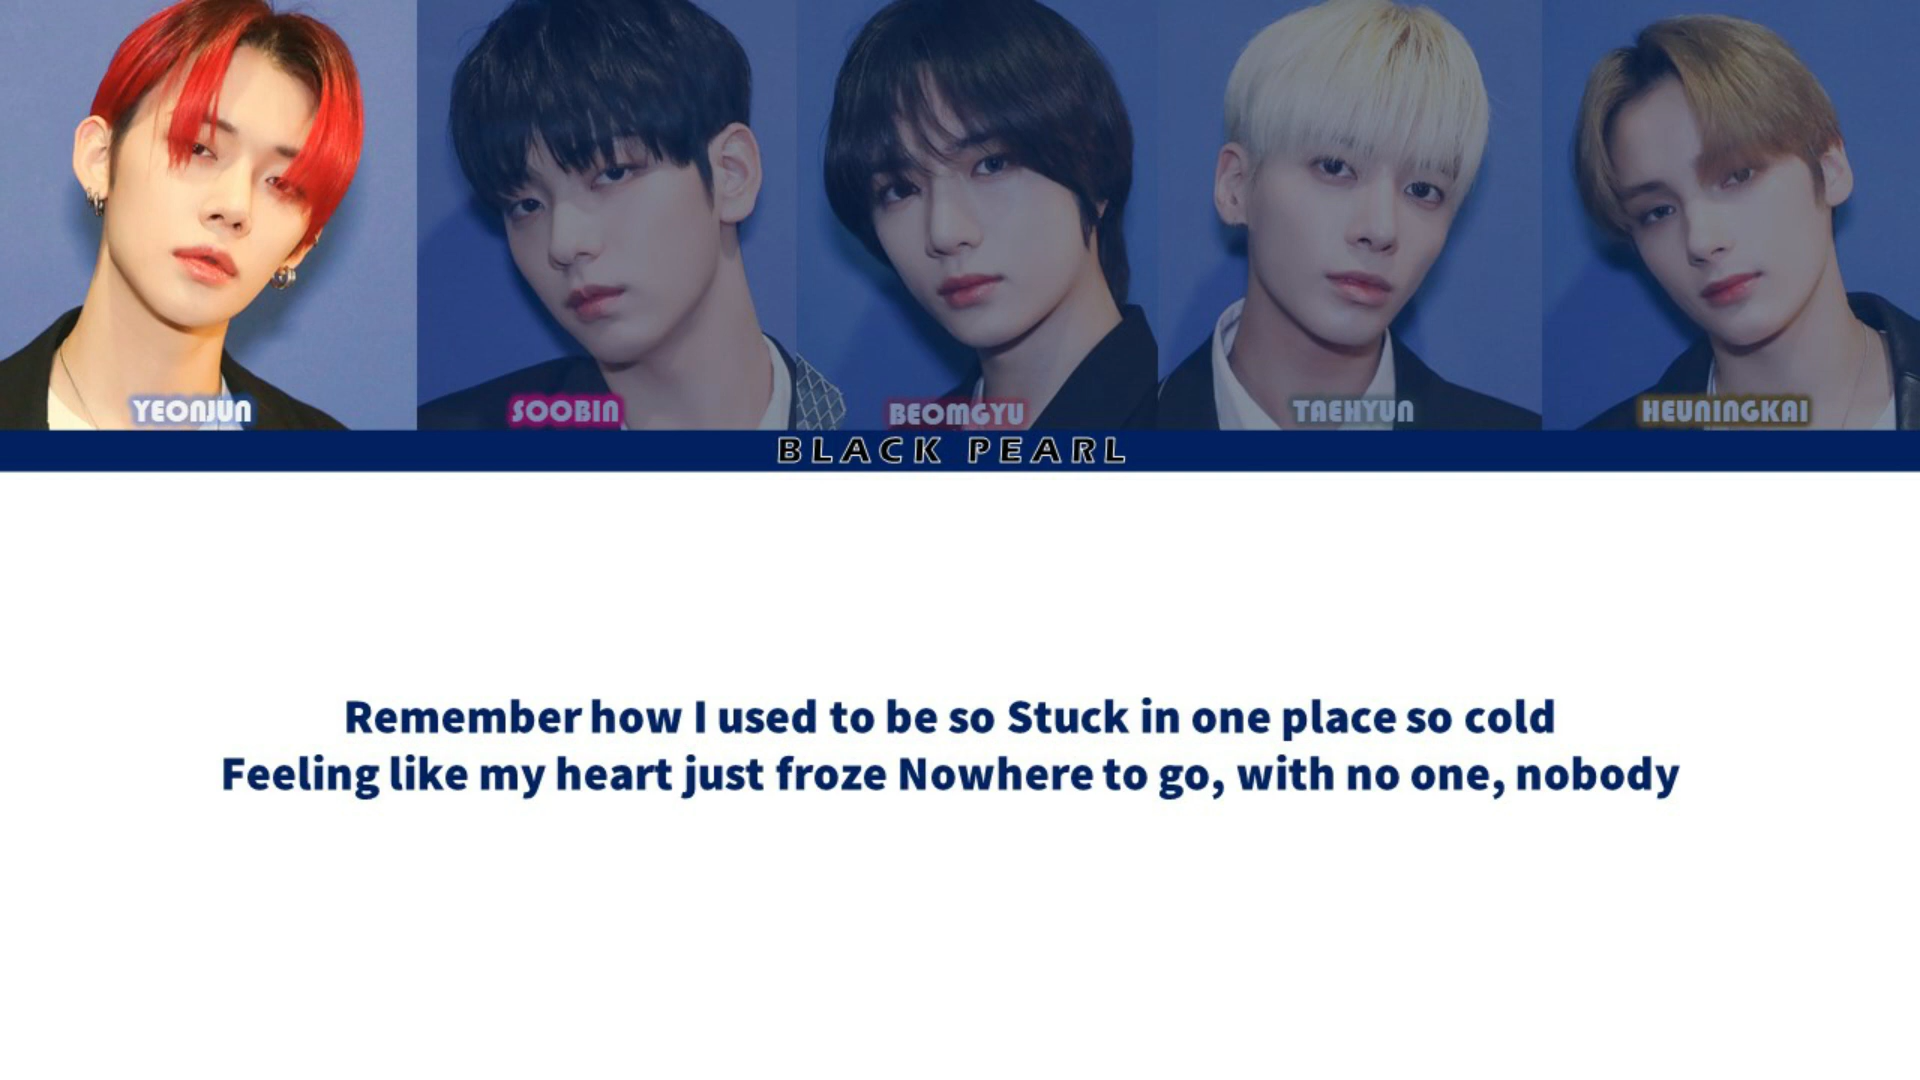 YEONJUN
SOOBIN
BEOMGYU
TAEHYUN
HEUNINGKAI
BLACK PEARL
Remember how I used to be so Stuck in one place so cold
Feeling like my heart just froze Nowhere to go, with no one, nobody